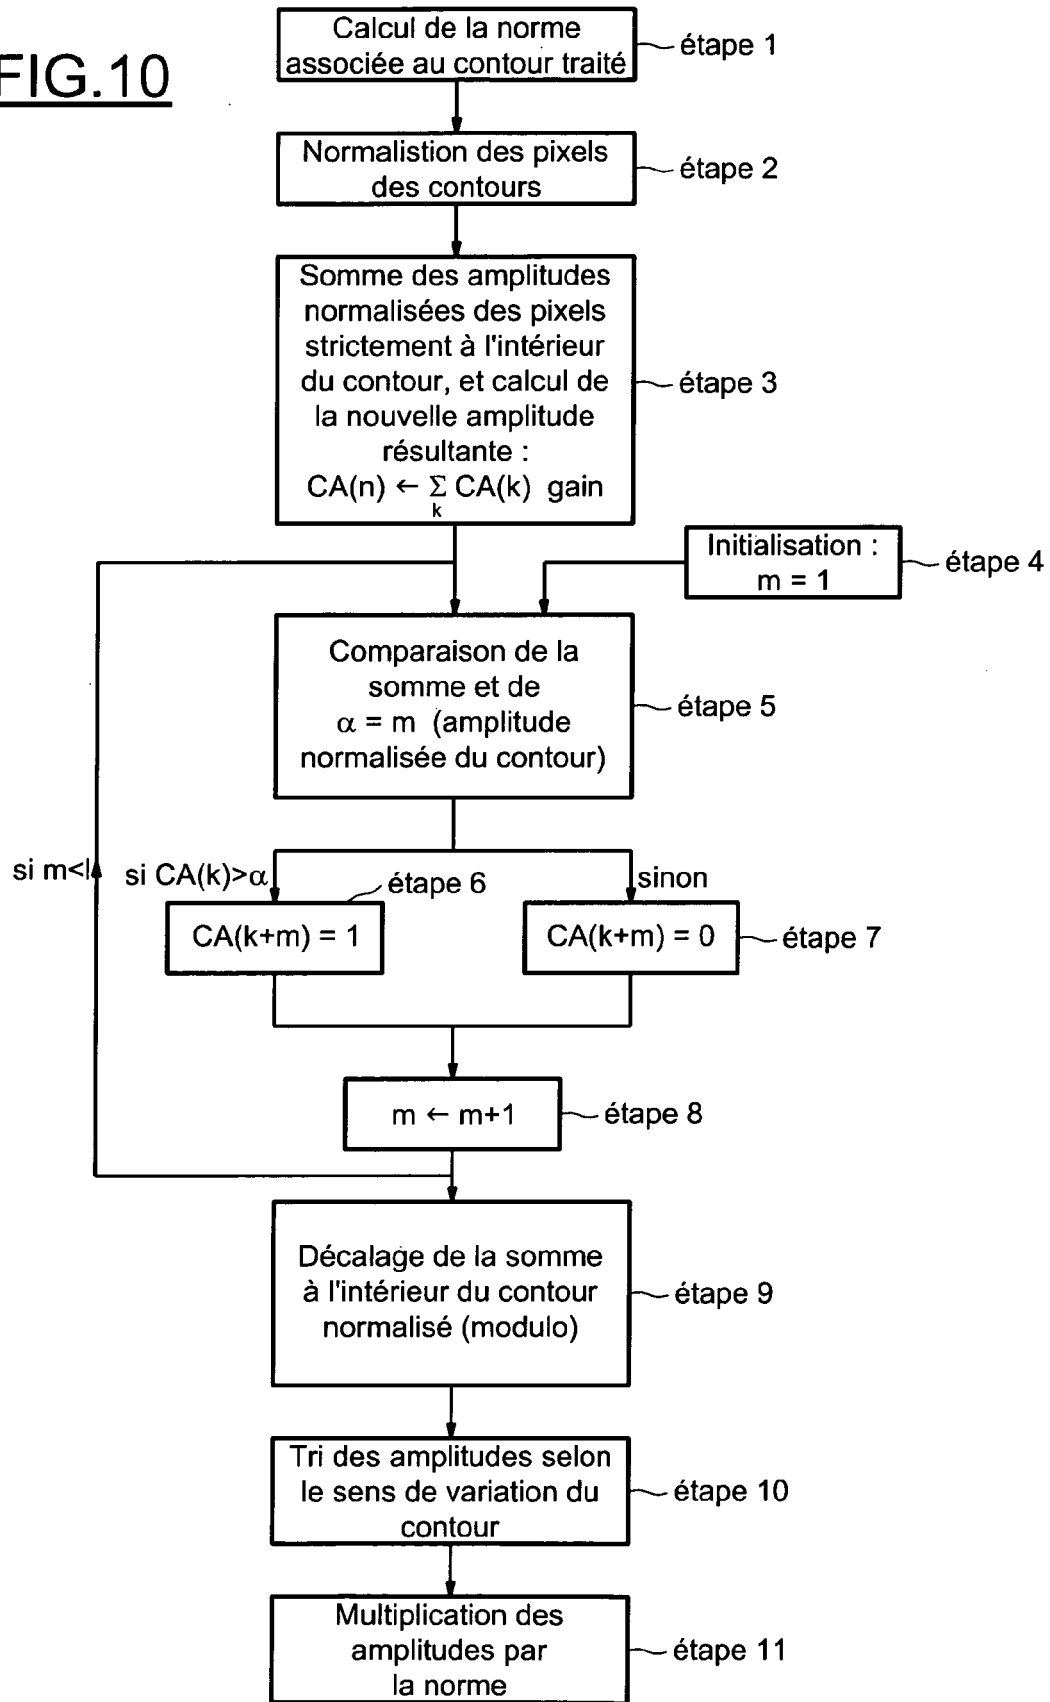 FIG.10
Calcul de la norme
associée au contour traité
étape 1
Normalistion des pixels
des contours
étape 2
Somme des amplitudes
normalisées des pixels
strictement à l'intérieur
du contour, et calcul de
la nouvelle amplitude
résultante :
CA(n) ← Σ CA(k) gain
k
étape 3
Initialisation :
m = 1
étape 4
Comparaison de la
somme et de
α = m (amplitude
normalisée du contour)
étape 5
si m<l
si CA(k)>α
étape 6
sinon
CA(k+m) = 1
CA(k+m) = 0
étape 7
m ← m+1
étape 8
Décalage de la somme
à l'intérieur du contour
normalisé (modulo)
étape 9
Tri des amplitudes selon
le sens de variation du
contour
étape 10
Multiplication des
amplitudes par
la norme
étape 11